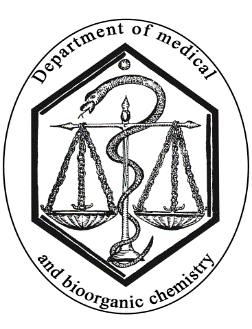 Department of medical
and bioorganic chemistry